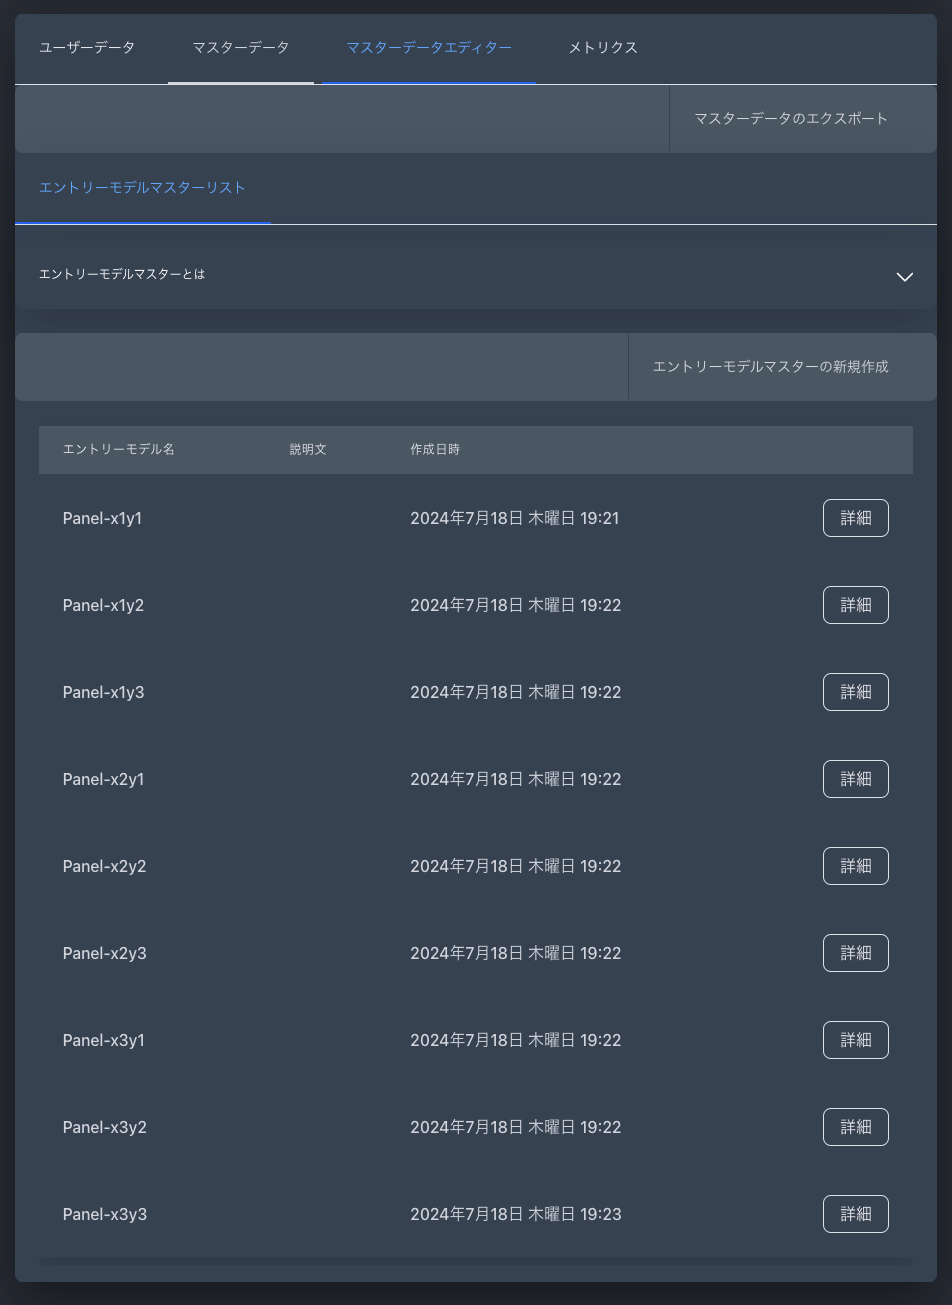 ユーザーデータ マスターデータ マスターデータエディター メトリクス
マスターデータのエクスポート
エントリーモデルマスターリスト
エントリーモデルマスターとは
エントリーモデルマスターの新規作成
エントリーモデル名 説明文 作成日時
Panel-x1y1 2024年7月18日 木曜日 19:21 詳細
Panel-x1y2 2024年7月18日 木曜日 19:22 詳細
Panel-x1y3 2024年7月18日 木曜日 19:22 詳細
Panel-x2y1 2024年7月18日 木曜日 19:22 詳細
Panel-x2y2 2024年7月18日 木曜日 19:22 詳細
Panel-x2y3 2024年7月18日 木曜日 19:22 詳細
Panel-x3y1 2024年7月18日 木曜日 19:22 詳細
Panel-x3y2 2024年7月18日 木曜日 19:22 詳細
Panel-x3y3 2024年7月18日 木曜日 19:23 詳細